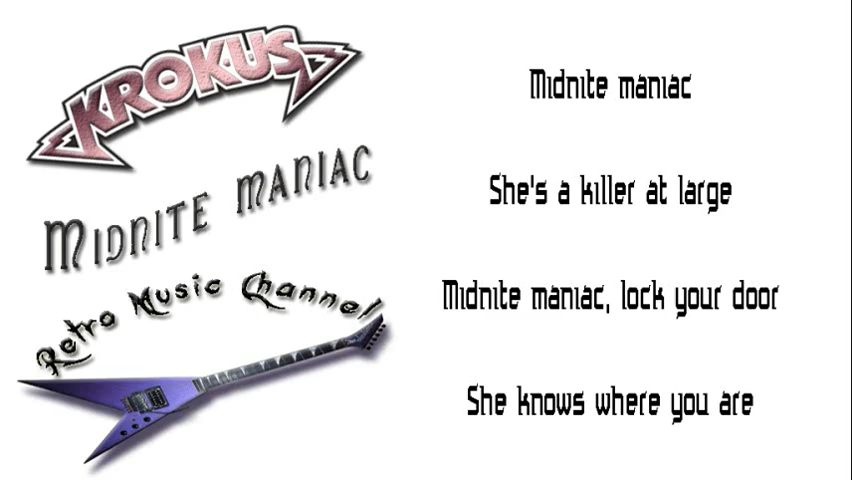 KROKUS
MIDNITE MANIAC
Retro Music Channel
Midnite maniac
She's a killer at large
Midnite maniac, lock your door
She knows where you are